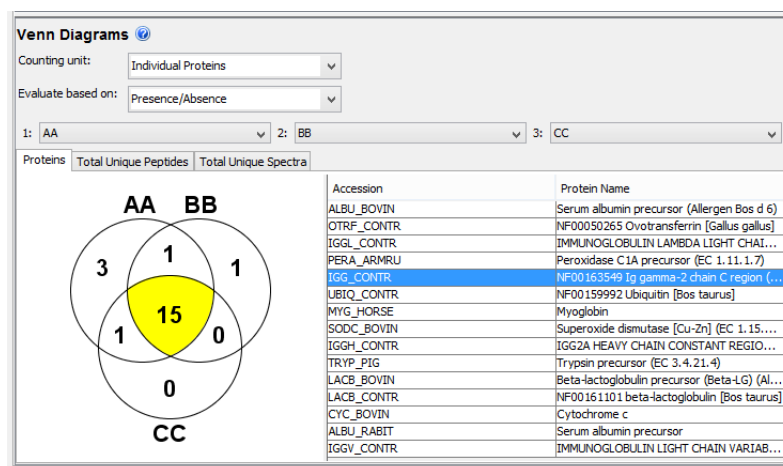 Venn Diagrams
Counting unit: Individual Proteins
Evaluate based on: Presence/Absence
1: AA 2: BB 3: CC
Proteins Total Unique Peptides Total Unique Spectra
AA BB
3 1 1
15
1 0
0
CC
Accession Protein Name
ALBU_BOVIN Serum albumin precursor (Allergen Bos d 6)
OTRF_CONTR NF00050265 Ovotransferrin [Gallus gallus]
IGGL_CONTR IMMUNOGLOBULIN LAMBDA LIGHT CHAI...
PERA_ARMRU Peroxidase C1A precursor (EC 1.11.1.7)
IGG_CONTR NF00163549 Ig gamma-2 chain C region (...
UBIQ_CONTR NF00159992 Ubiquitin [Bos taurus]
MYG_HORSE Myoglobin
SODC_BOVIN Superoxide dismutase [Cu-Zn] (EC 1.15....
IGGH_CONTR IGG2A HEAVY CHAIN CONSTANT REGIO...
TRYP_PIG Trypsin precursor (EC 3.4.21.4)
LACB_BOVIN Beta-lactoglobulin precursor (Beta-LG) (Al...
LACB_CONTR NF00161101 beta-lactoglobulin [Bos taurus]
CYC_BOVIN Cytochrome c
ALBU_RABIT Serum albumin precursor
IGGV_CONTR IMMUNOGLOBULIN LIGHT CHAIN VARIAB...